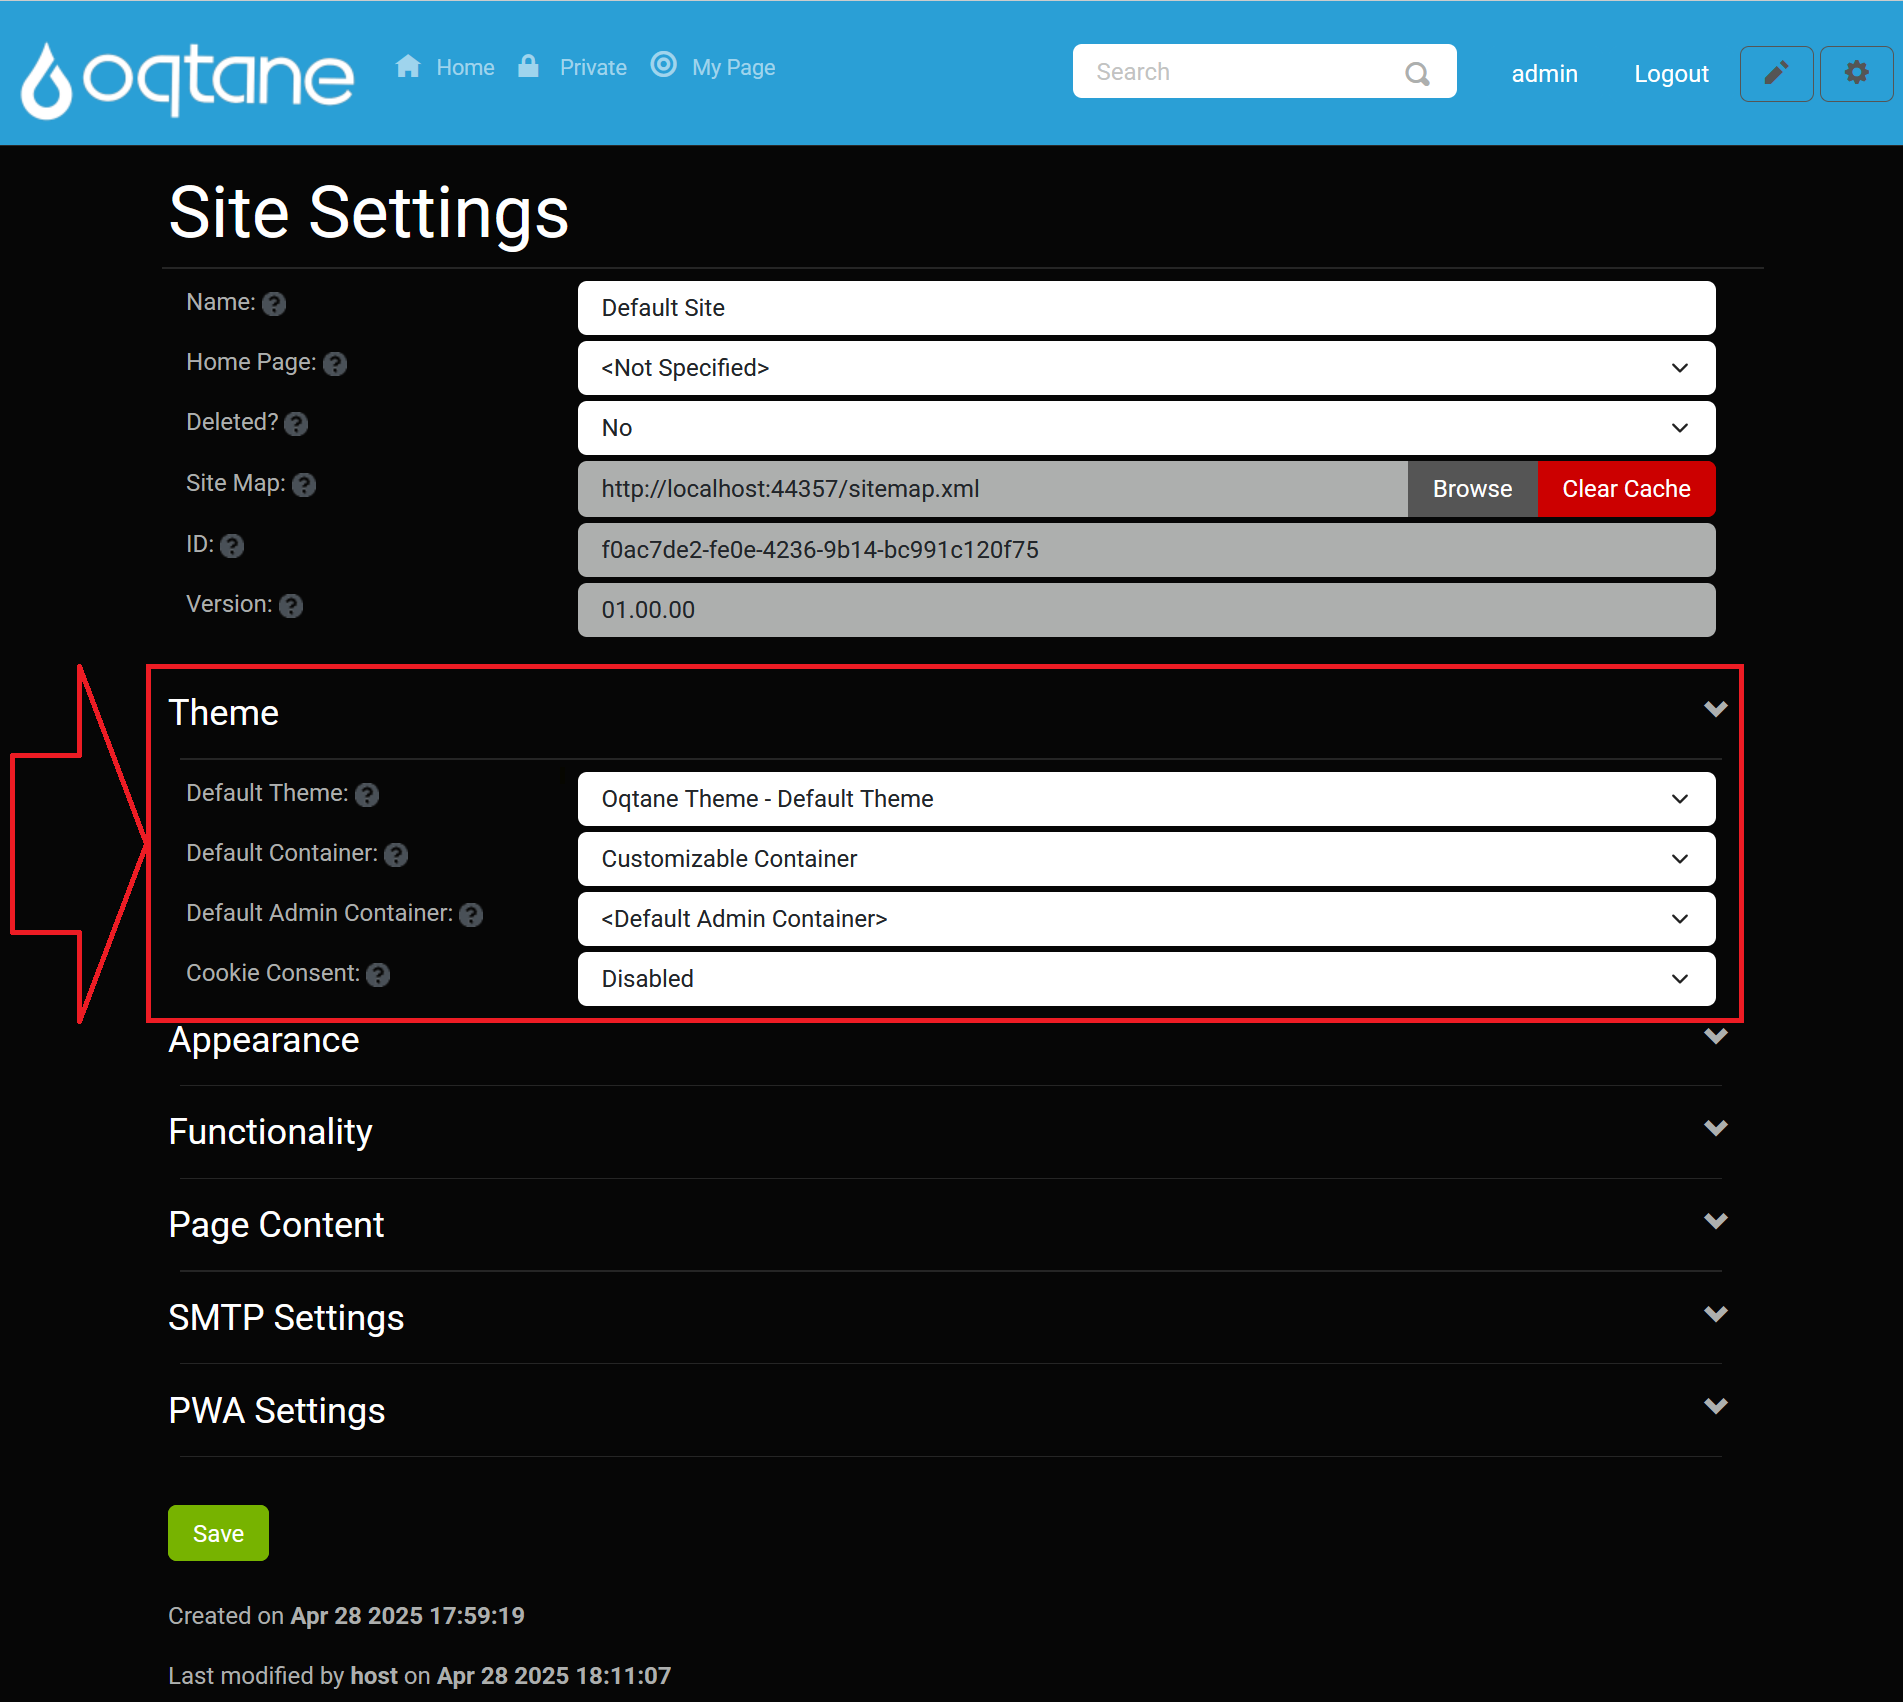 oqtane
Home Private My Page
Search
admin Logout
Site Settings
Name: ? Default Site
Home Page: ? <Not Specified>
Deleted? ? No
Site Map: ? http://localhost:44357/sitemap.xml Browse Clear Cache
ID: ? f0ac7de2-fe0e-4236-9b14-bc991c120f75
Version: ? 01.00.00
Theme
Default Theme: ? Oqtane Theme - Default Theme
Default Container: ? Customizable Container
Default Admin Container: ? <Default Admin Container>
Cookie Consent: ? Disabled
Appearance
Functionality
Page Content
SMTP Settings
PWA Settings
Save
Created on Apr 28 2025 17:59:19
Last modified by host on Apr 28 2025 18:11:07